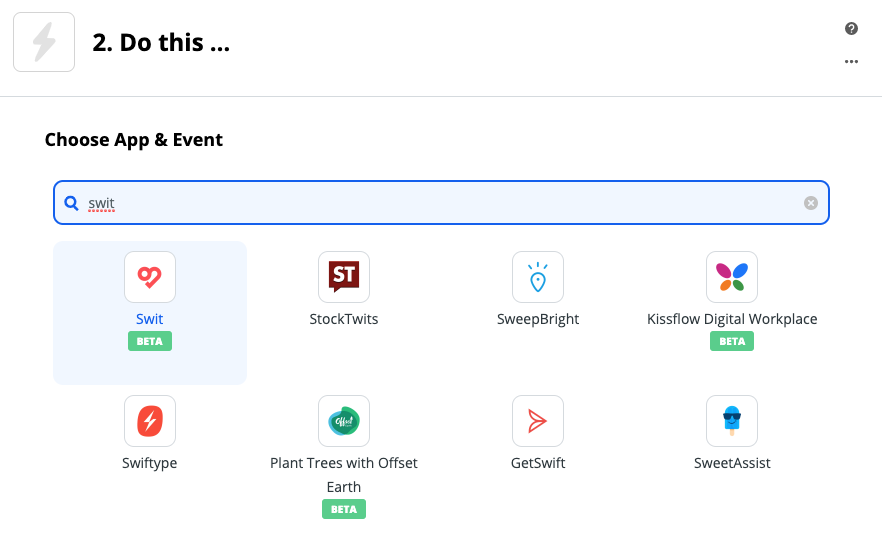 2. Do this ...
Choose App & Event
swit
Swit
BETA
StockTwits
SweepBright
Kissflow Digital Workplace
BETA
ST
Swiftype
Plant Trees with Offset
Earth
BETA
Offset
GetSwift
SweetAssist